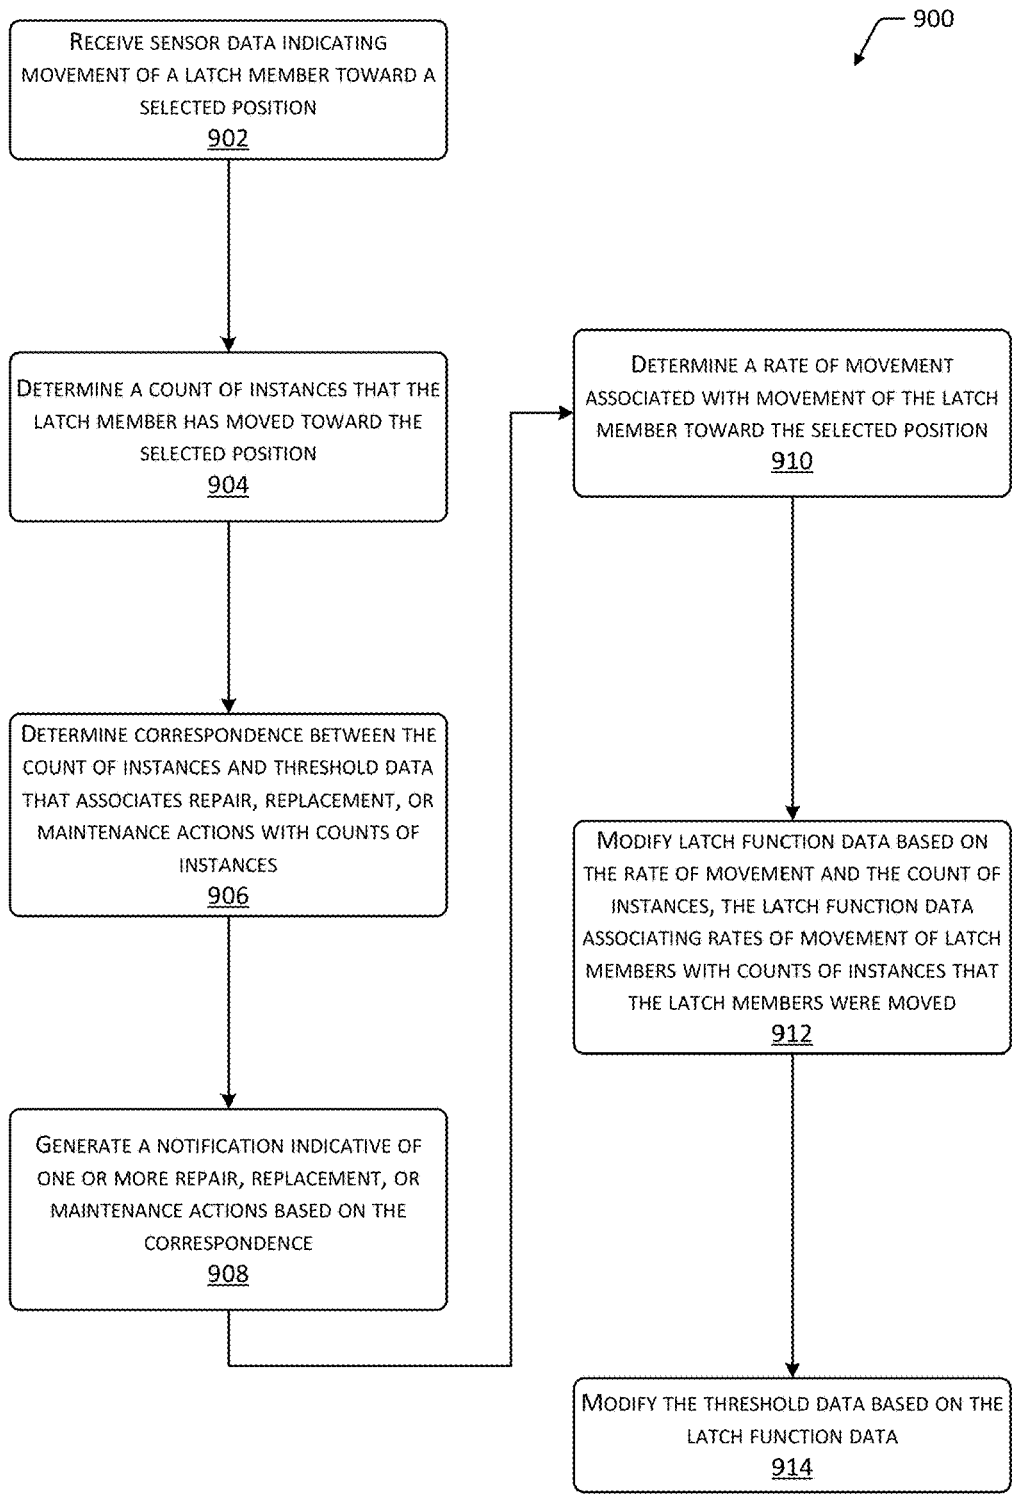 900
Receive sensor data indicating
movement of a latch member toward a
selected position
902
Determine a count of instances that the
latch member has moved toward the
selected position
904
Determine correspondence between the
count of instances and threshold data
that associates repair, replacement, or
maintenance actions with counts of
instances
906
Generate a notification indicative of
one or more repair, replacement, or
maintenance actions based on the
correspondence
908
Determine a rate of movement
associated with movement of the latch
member toward the selected position
910
Modify latch function data based on
the rate of movement and the count of
instances, the latch function data
associating rates of movement of latch
members with counts of instances that
the latch members were moved
912
Modify the threshold data based on the
latch function data
914